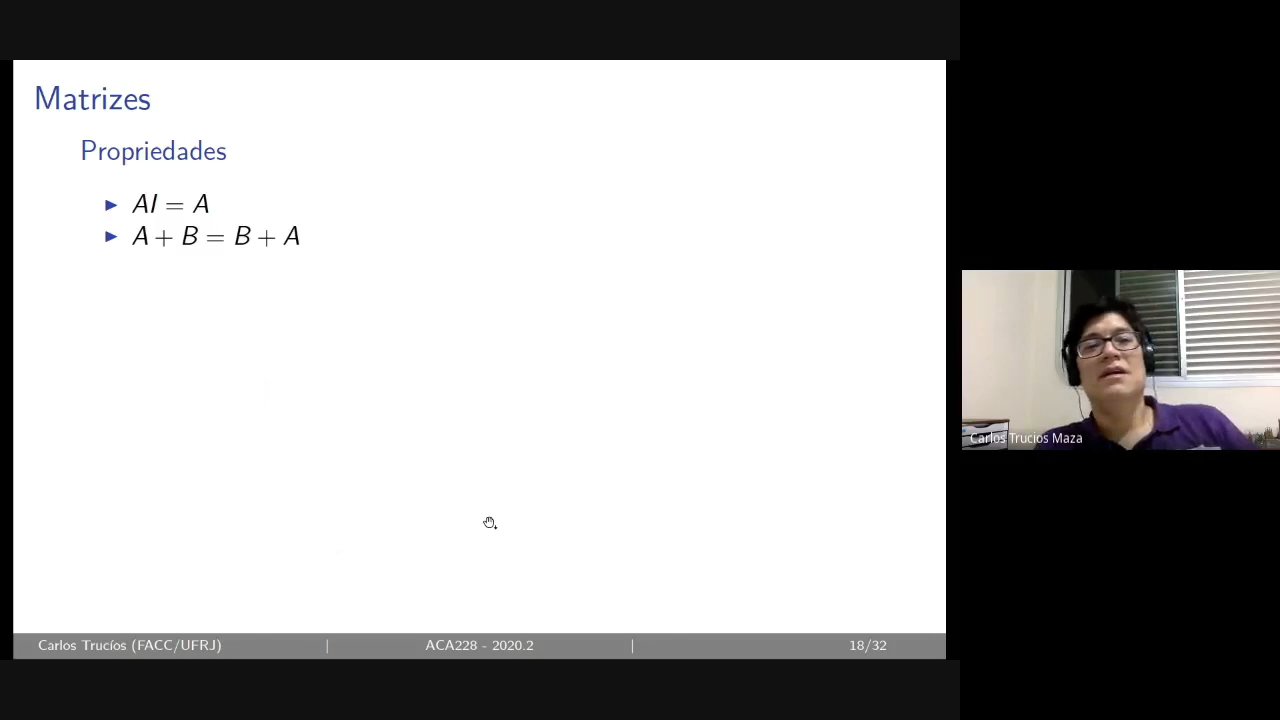 Matrizes
Propriedades
AI = A
A + B = B + A
Carlos Trucios Maza
Carlos Trucíos (FACC/UFRJ) | ACA228 - 2020.2 | 18/32